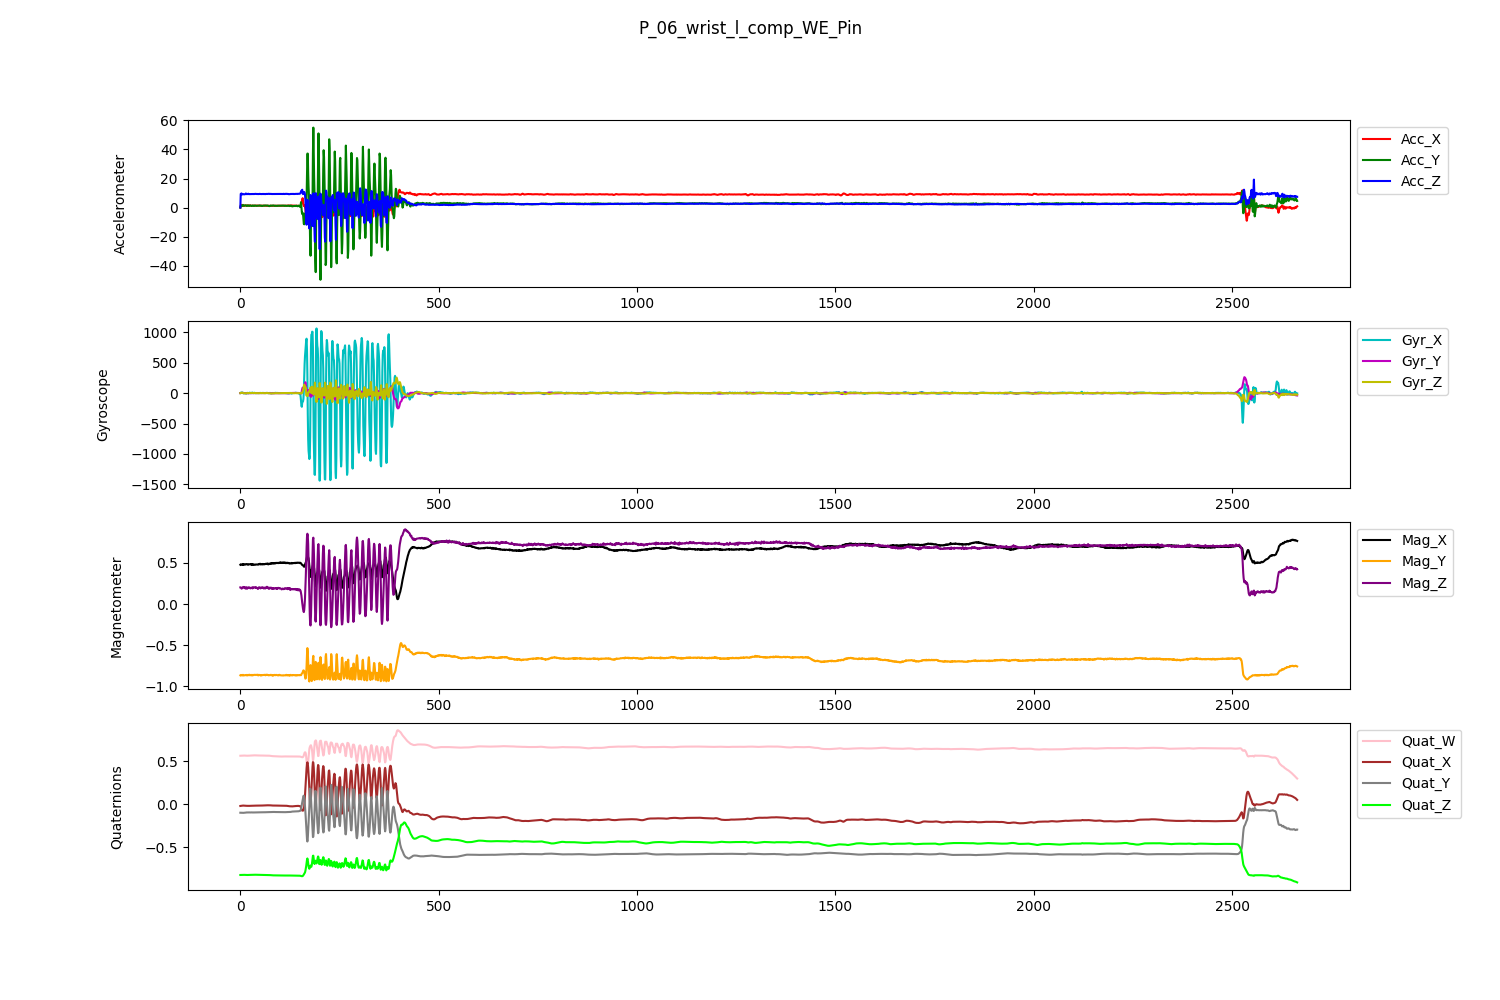 P_06_wrist_l_comp_WE_Pin
Accelerometer
60
40
20
0
−20
−40
0 500 1000 1500 2000 2500
Acc_X
Acc_Y
Acc_Z
Gyroscope
1000
500
0
−500
−1000
−1500
0 500 1000 1500 2000 2500
Gyr_X
Gyr_Y
Gyr_Z
Magnetometer
0.5
0.0
−0.5
−1.0
0 500 1000 1500 2000 2500
Mag_X
Mag_Y
Mag_Z
Quaternions
0.5
0.0
−0.5
0 500 1000 1500 2000 2500
Quat_W
Quat_X
Quat_Y
Quat_Z